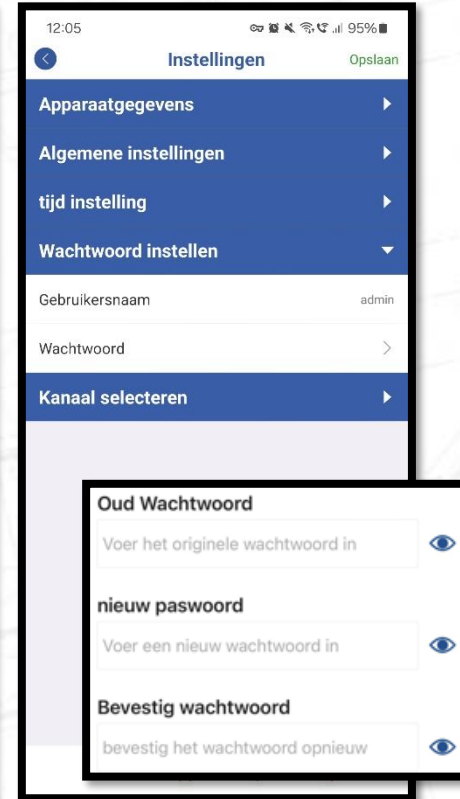 12:05
95%
Instellingen
Opslaan
Apparaatgegevens
Algemene instellingen
tijd instelling
Wachtwoord instellen
Gebruikersnaam
admin
Wachtwoord
Kanaal selecteren
Oud Wachtwoord
Voer het originele wachtwoord in
nieuw paswoord
Voer een nieuw wachtwoord in
Bevestig wachtwoord
bevestig het wachtwoord opnieuw